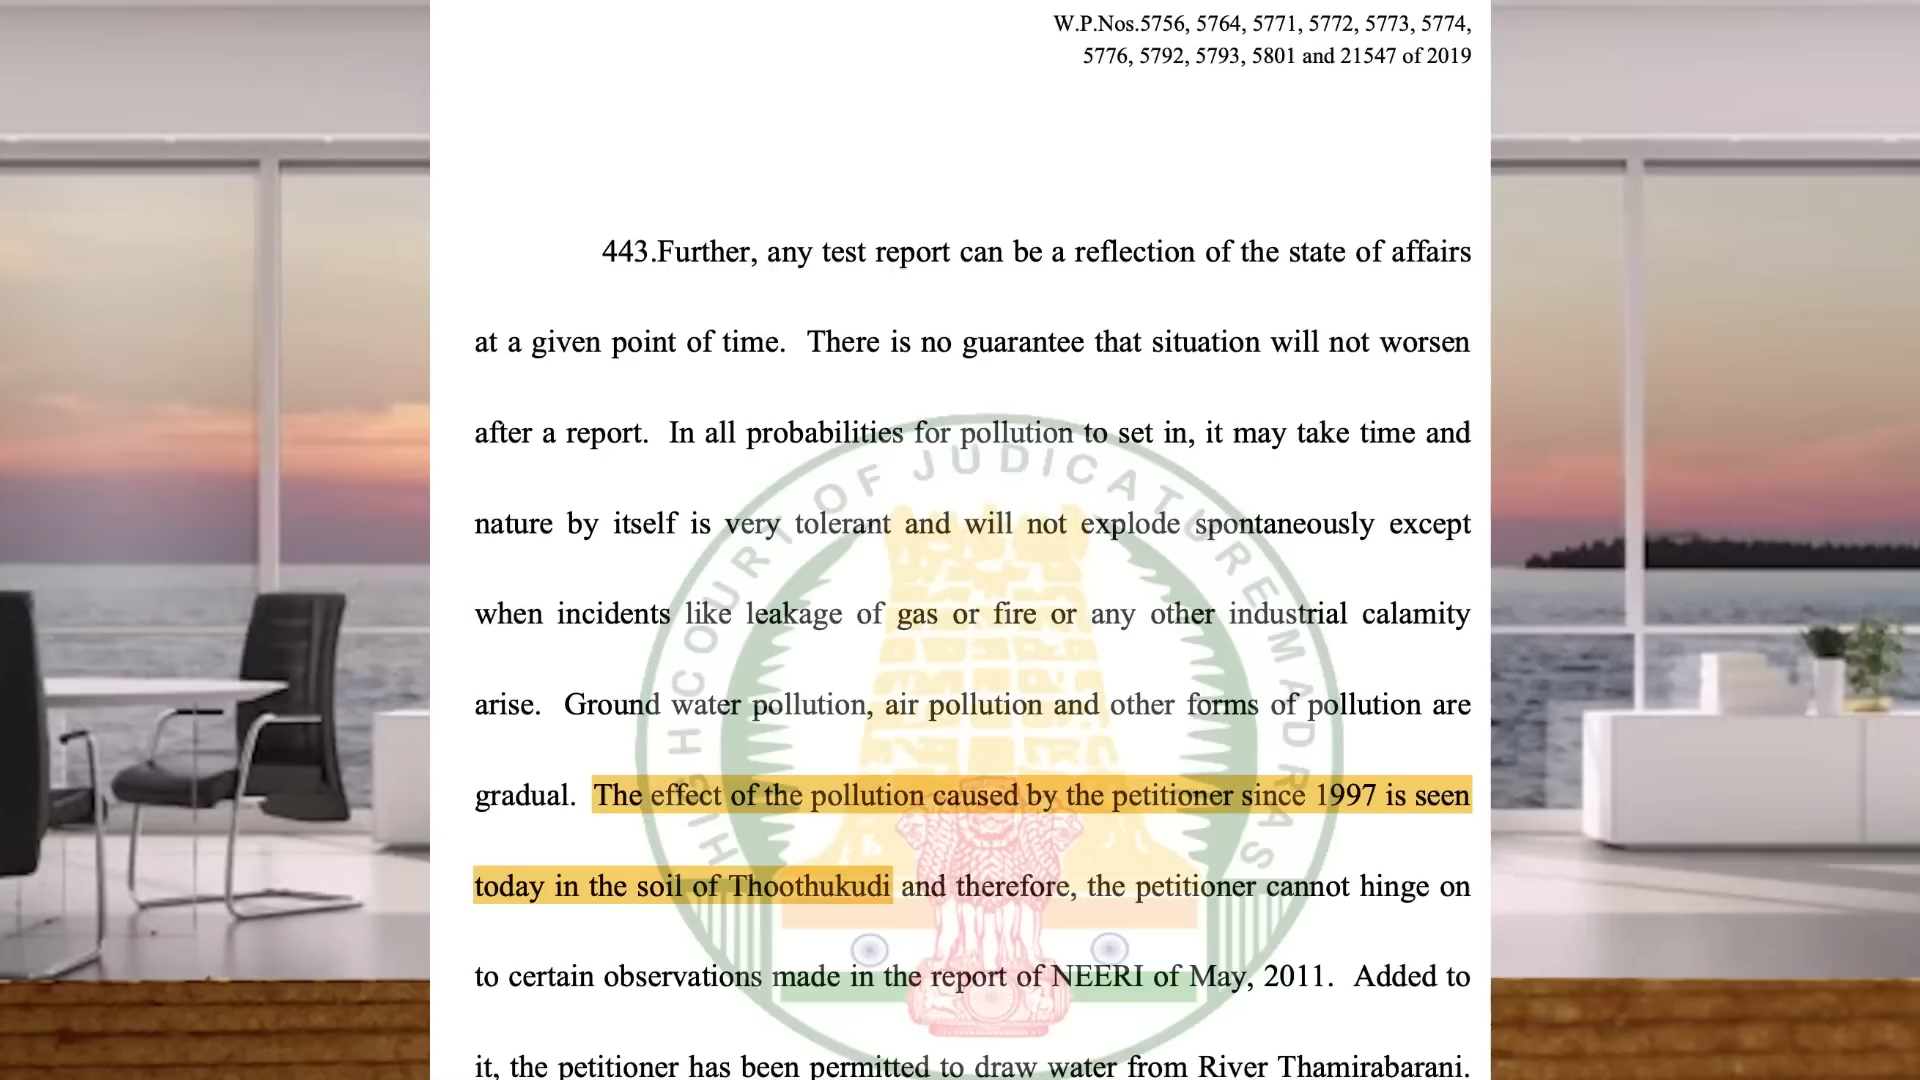 W.P.Nos.5756, 5764, 5771, 5772, 5773, 5774,
5776, 5792, 5793, 5801 and 21547 of 2019
443.Further, any test report can be a reflection of the state of affairs
at a given point of time. There is no guarantee that situation will not worsen
after a report. In all probabilities for pollution to set in, it may take time and
nature by itself is very tolerant and will not explode spontaneously except
when incidents like leakage of gas or fire or any other industrial calamity
arise. Ground water pollution, air pollution and other forms of pollution are
gradual. The effect of the pollution caused by the petitioner since 1997 is seen
today in the soil of Thoothukudi and therefore, the petitioner cannot hinge on
to certain observations made in the report of NEERI of May, 2011. Added to
it, the petitioner has been permitted to draw water from River Thamirabarani.
HIGH COURT OF JUDICATURE MADRAS